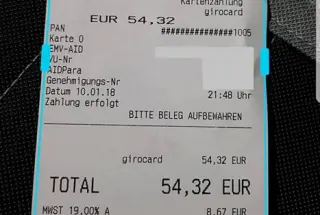 Kartenzahlung
girocard
EUR 54,32
PAN ##############1005
Karte 0
EMV-AID
VU-Nr
AIDPara
Genehmigungs-Nr
Datum 10.01.18 21:48 Uhr
Zahlung erfolgt
BITTE BELEG AUFBEWAHREN
girocard 54,32 EUR
TOTAL 54,32 EUR
MWST 19.00% A 8,67 EUR